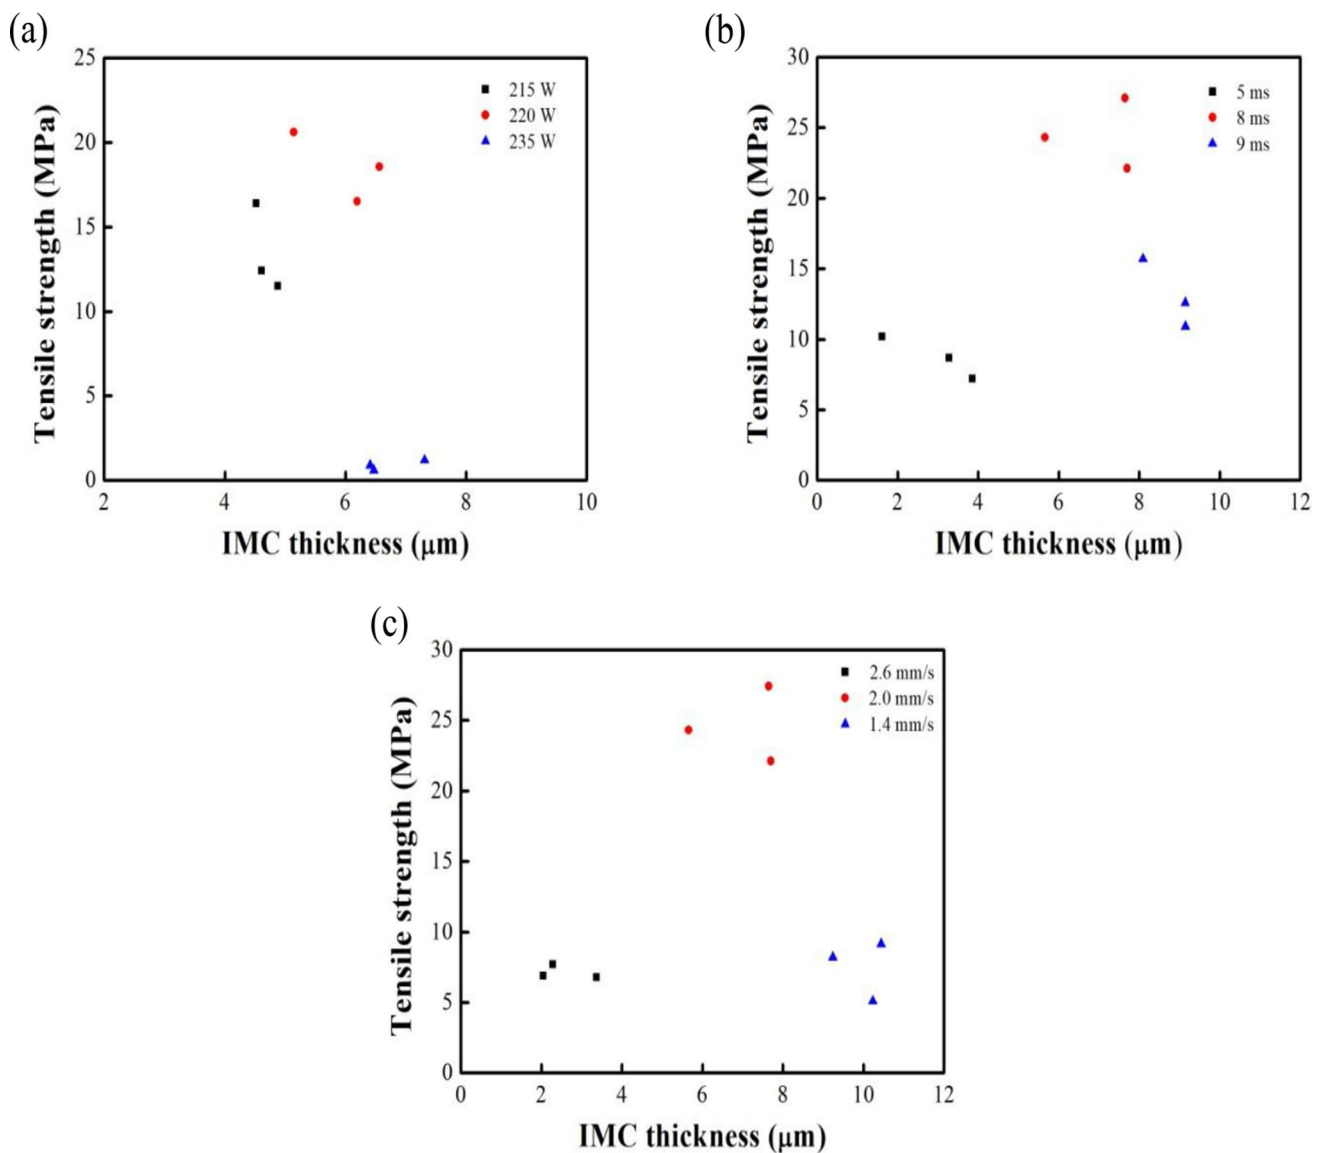 (a)
25
20
15
10
5
0
Tensile strength (MPa)
215 W
220 W
235 W
2 4 6 8 10
IMC thickness (μm)
(b)
30
25
20
15
10
5
0
Tensile strength (MPa)
5 ms
8 ms
9 ms
0 2 4 6 8 10 12
IMC thickness (μm)
(c)
30
25
20
15
10
5
0
Tensile strength (MPa)
2.6 mm/s
2.0 mm/s
1.4 mm/s
0 2 4 6 8 10 12
IMC thickness (μm)